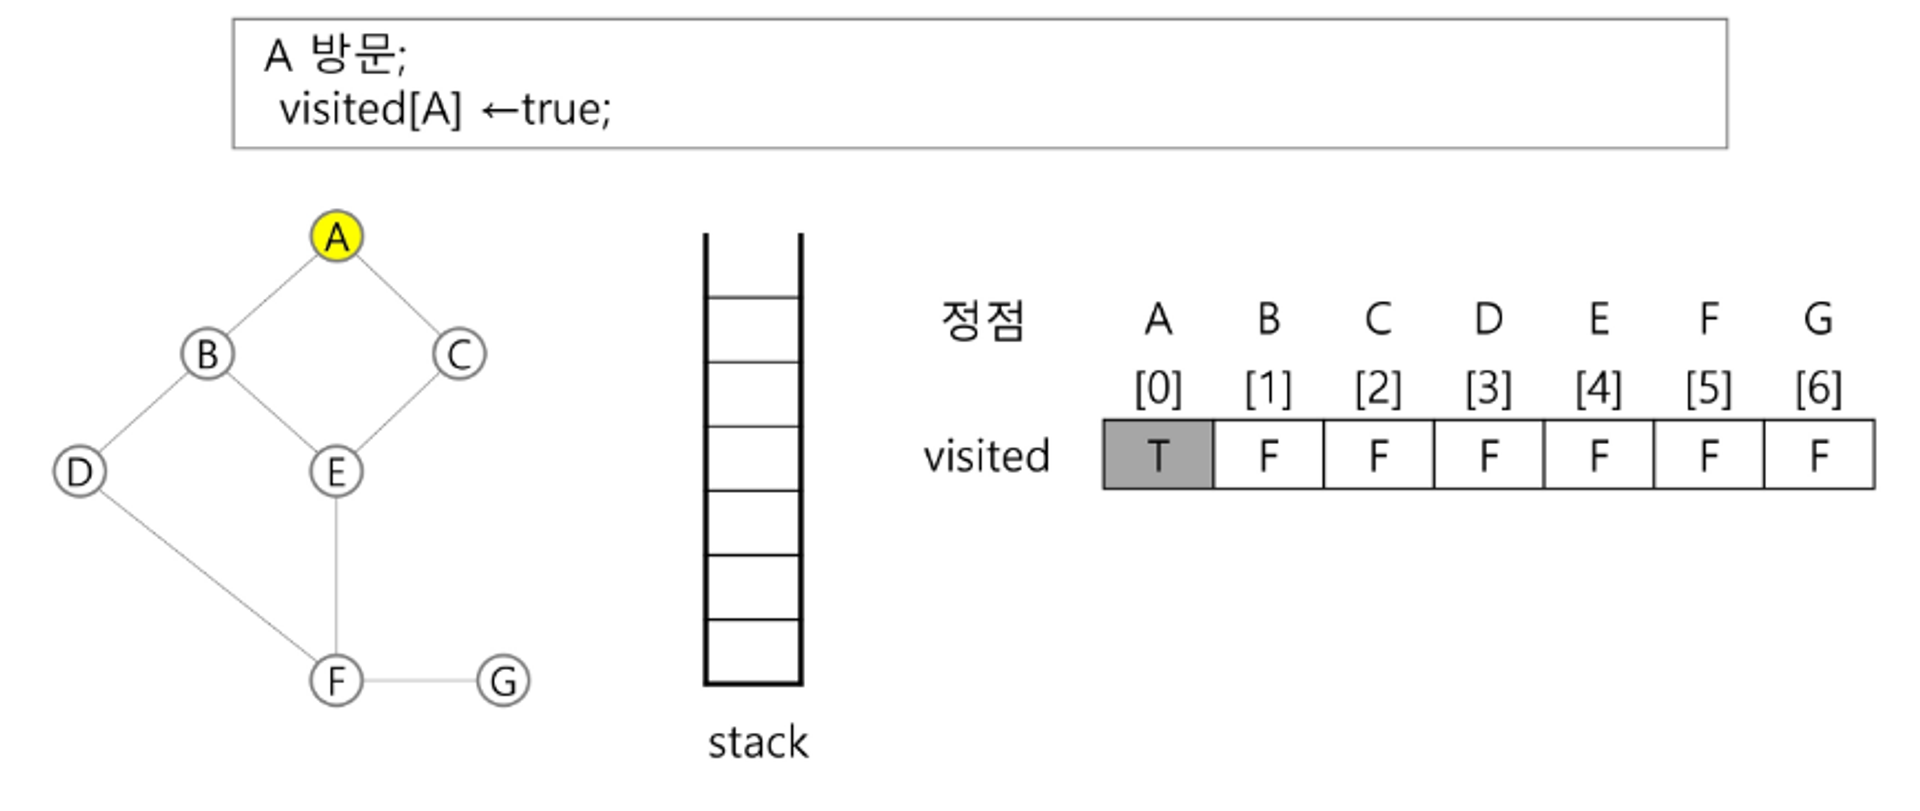 A 방문;
visited[A] ←true;
A
B C
D E
F G
stack
정점 A B C D E F G
[0] [1] [2] [3] [4] [5] [6]
visited T F F F F F F